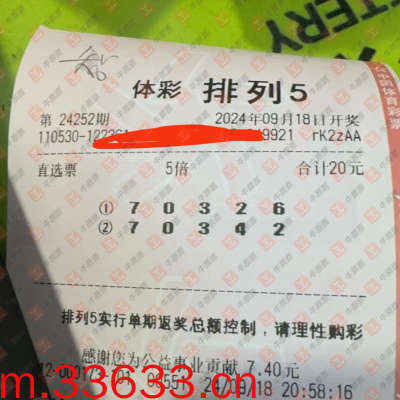 体彩 排列5
第 24252期 2024年09月18日开奖
110530- 9921 rK2zAA
直选票 5倍 合计20元
① 7 0 3 2 6
② 7 0 3 4 2
排列5实行单期返奖总额控制，请理性购彩
感谢您为公益事业贡献 7.40元
24/09/18 20:58:16
m.33633.cn